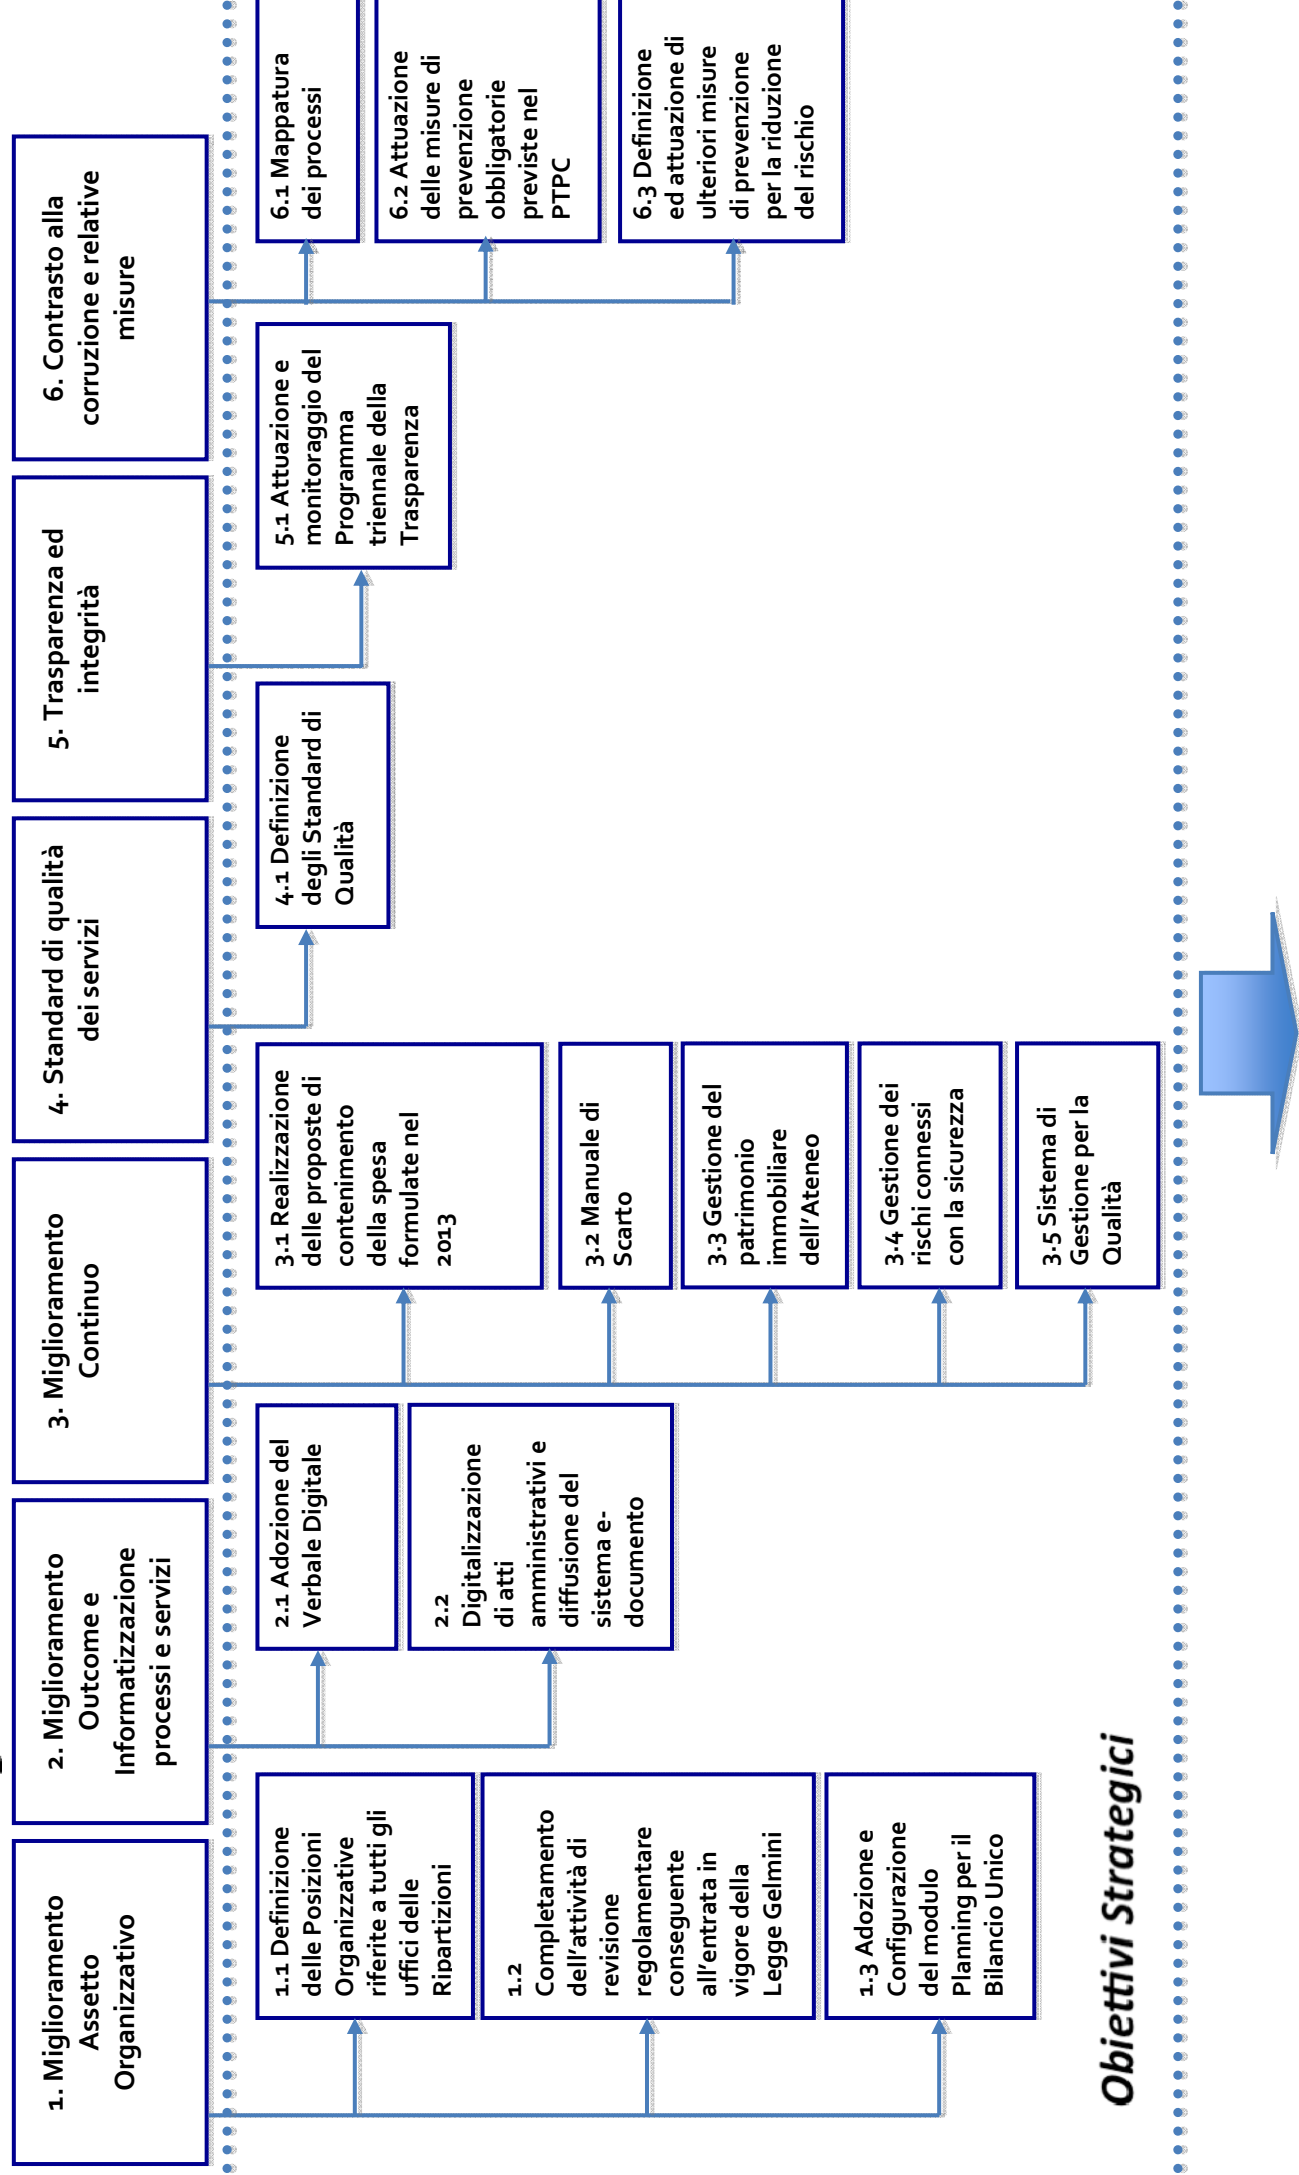 1. Miglioramento
Assetto
Organizzativo
2. Miglioramento
Outcome e
Informatizzazione
processi e servizi
3. Miglioramento
Continuo
4. Standard di qualità
dei servizi
5. Trasparenza ed
integrità
6. Contrasto alla
corruzione e relative
misure
1.1 Definizione
delle Posizioni
Organizzative
riferite a tutti gli
uffici delle
Ripartizioni
1.2
Completamento
dell'attività di
revisione
regolamentare
conseguente
all'entrata in
vigore della
Legge Gelmini
1.3 Adozione e
Configurazione
del modulo
Planning per il
Bilancio Unico
2.1 Adozione del
Verbale Digitale
2.2
Digitalizzazione
di atti
amministrativi e
diffusione del
sistema e-
documento
3.1 Realizzazione
delle proposte di
contenimento
della spesa
formulate nel
2013
3.2 Manuale di
Scarto
3.3 Gestione del
patrimonio
immobiliare
dell'Ateneo
3.4 Gestione dei
rischi connessi
con la sicurezza
3.5 Sistema di
Gestione per la
Qualità
4.1 Definizione
degli Standard di
Qualità
5.1 Attuazione e
monitoraggio del
Programma
triennale della
Trasparenza
6.1 Mappatura
dei processi
6.2 Attuazione
delle misure di
prevenzione
obbligatorie
previste nel
PTPC
6.3 Definizione
ed attuazione di
ulteriori misure
di prevenzione
per la riduzione
del rischio
Obiettivi Strategici